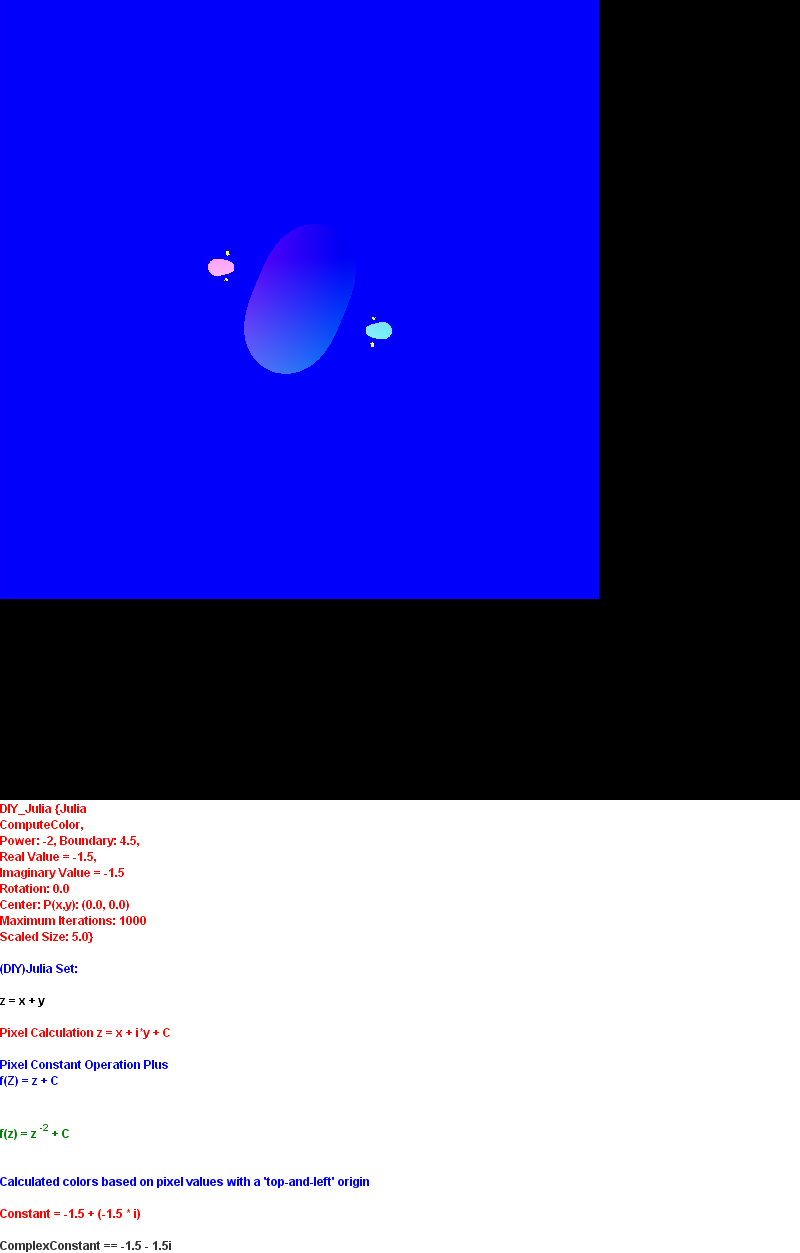 DIY_Julia {Julia
ComputeColor,
Power: -2, Boundary: 4.5,
Real Value = -1.5,
Imaginary Value = -1.5
Rotation: 0.0
Center: P(x,y): (0.0, 0.0)
Maximum Iterations: 1000
Scaled Size: 5.0}
(DIY)Julia Set:
z = x + y
Pixel Calculation z = x + i*y + C
Pixel Constant Operation Plus
f(Z) = z + C
f(z) = z -2 + C
Calculated colors based on pixel values with a 'top-and-left' origin
Constant = -1.5 + (-1.5 * i)
ComplexConstant == -1.5 - 1.5i